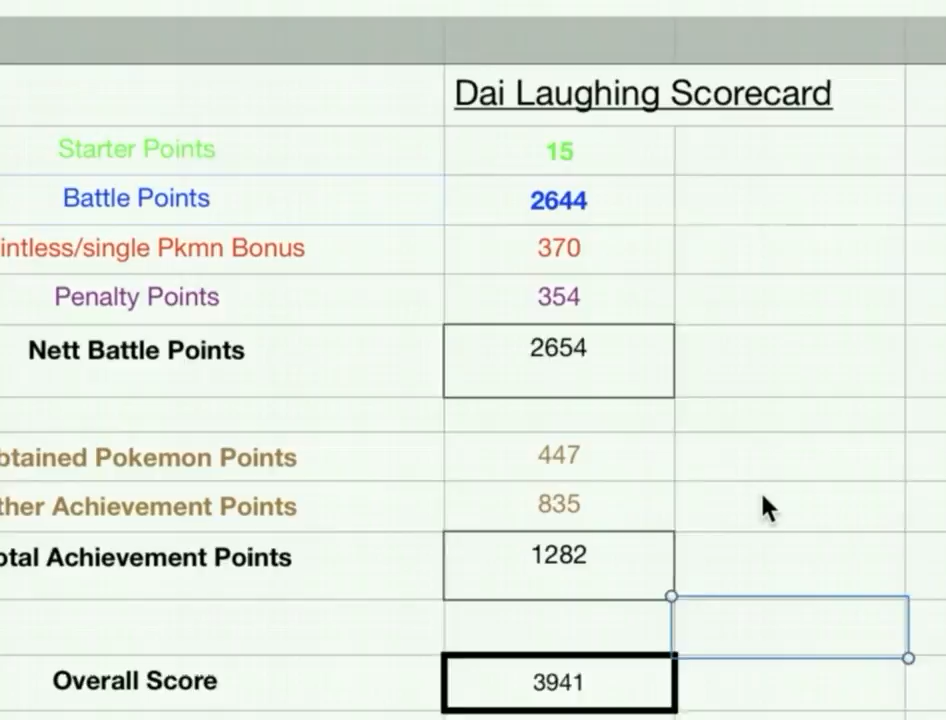 Dai Laughing Scorecard
Starter Points 15
Battle Points 2644
intless/single Pkmn Bonus 370
Penalty Points 354
Nett Battle Points 2654
btained Pokemon Points 447
ther Achievement Points 835
otal Achievement Points 1282
Overall Score 3941